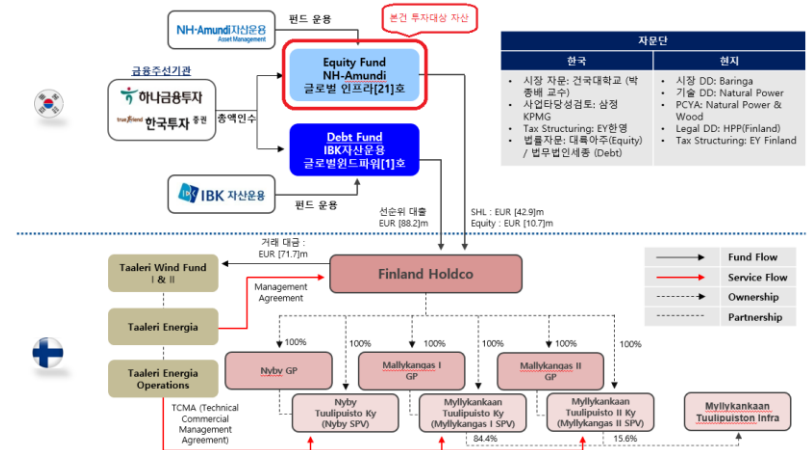 NH-Amundi자산운용
Asset Management
펀드 운용
본건 투자대상 자산
금융주선기관
하나금융투자
true friend 한국투자 증권
총액인수
Equity Fund
NH-Amundi
글로벌 인프라[21]호
Debt Fund
IBK자산운용
글로벌윈드파워[1]호
IBK 자산운용
펀드 운용
자문단
한국
현지
• 시장 자문: 건국대학교 (박
종배 교수)
• 사업타당성검토: 삼정
KPMG
• Tax Structuring: EY한영
• 법률자문: 대륙아주(Equity)
/ 법무법인세종 (Debt)
• 시장 DD: Baringa
• 기술 DD: Natural Power
• PCYA: Natural Power &
Wood
• Legal DD: HPP(Finland)
• Tax Structuring: EY Finland
선순위 대출
EUR [88.2]m
SHL : EUR [42.9]m
Equity : EUR [10.7]m
거래 대금 :
EUR [71.7]m
Taaleri Wind Fund
I & II
Finland Holdco
Management
Agreement
Taaleri Energia
Taaleri Energia
Operations
TCMA (Technical
Commercial
Management
Agreement)
Fund Flow
Service Flow
Ownership
Partnership
100%
100%
100%
100%
100%
100%
Nyby GP
Mallykangas I
GP
Mallykangas II
GP
Nyby
Tuulipuisto Ky
(Nyby SPV)
Myllykankaan
Tuulipuisto Ky
(Myllykangas I SPV)
Myllykankaan
Tuulipuisto II Ky
(Myllykangas II SPV)
Myllykankaan
Tuulipuiston Infra
84.4%
15.6%